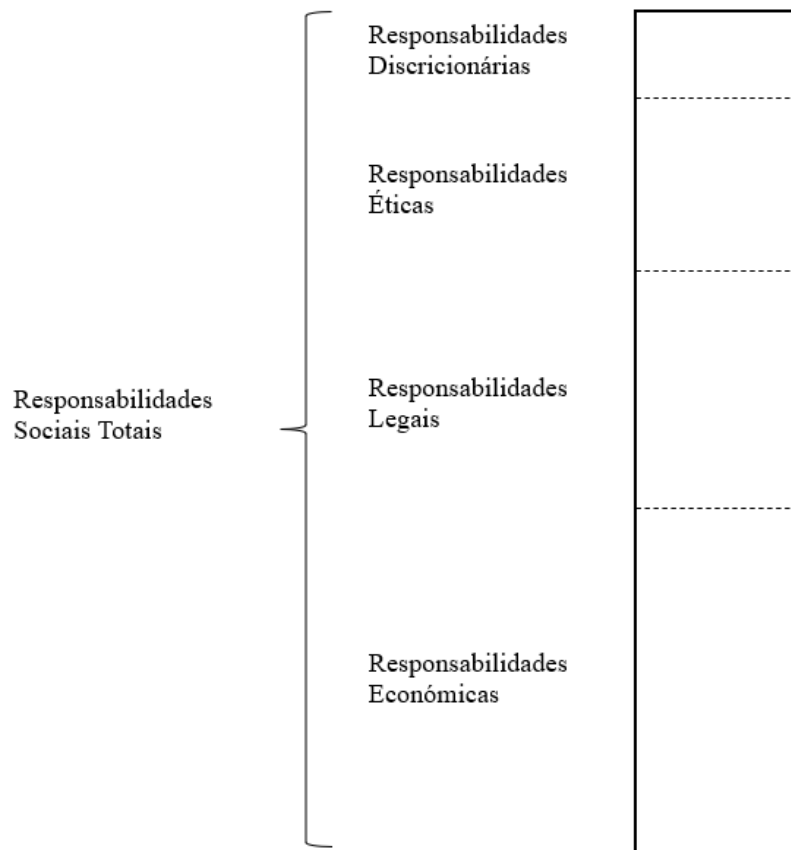 Responsabilidades
Discricionárias
Responsabilidades
Éticas
Responsabilidades
Sociais Totais
Responsabilidades
Legais
Responsabilidades
Económicas